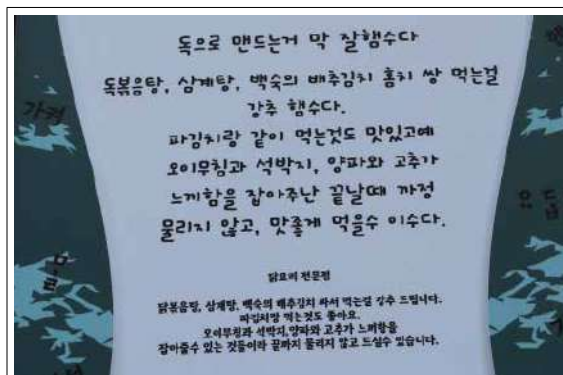 독으로 맨드는거 막 잘햄수다
독볶음탕, 삼계탕, 백숙의 배추김치 흠치 쌍 먹는걸
강추 햄수다.
파김치랑 같이 먹는것도 맛있고예
오이무침과 석박지, 양파와 고추가
느끼함을 잡아주난 끝날때 까정
물리지 않고, 맛좋게 먹을수 이수다.
닭요리 전문점
닭볶음탕, 삼계탕, 백숙의 배추김치 싸서 먹는걸 강추 드립니다.
파김치랑 먹는것도 좋아요.
오이무침과 석박지,양파와 고추가 느끼함을
잡아줄수 있는 것들이라 끝까지 물리지 않고 드실수 있습니다.
가켜